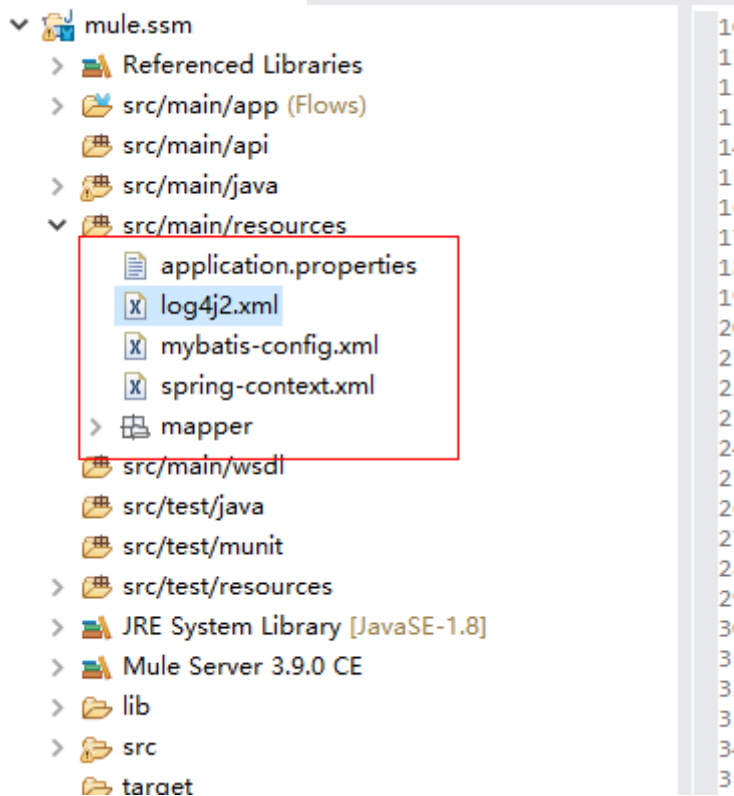 mule.ssm
Referenced Libraries
src/main/app (Flows)
src/main/api
src/main/java
src/main/resources
application.properties
log4j2.xml
mybatis-config.xml
spring-context.xml
mapper
src/main/wsdl
src/test/java
src/test/munit
src/test/resources
JRE System Library [JavaSE-1.8]
Mule Server 3.9.0 CE
lib
src
target